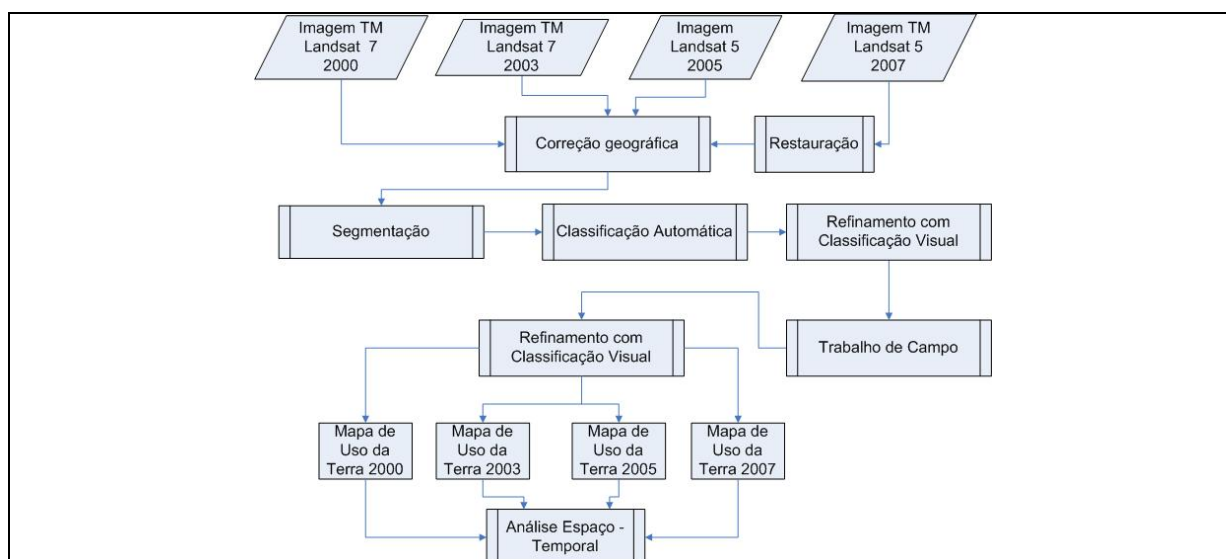 Imagem TM
Landsat 7
2000
Imagem TM
Landsat 7
2003
Imagem
Landsat 5
2005
Imagem TM
Landsat 5
2007
Correção geográfica
Restauração
Segmentação
Classificação Automática
Refinamento com
Classificação Visual
Refinamento com
Classificação Visual
Trabalho de Campo
Mapa de
Uso da
Terra 2000
Mapa de
Uso da
Terra 2003
Mapa de
Uso da
Terra 2005
Mapa de
Uso da
Terra 2007
Análise Espaço -
Temporal